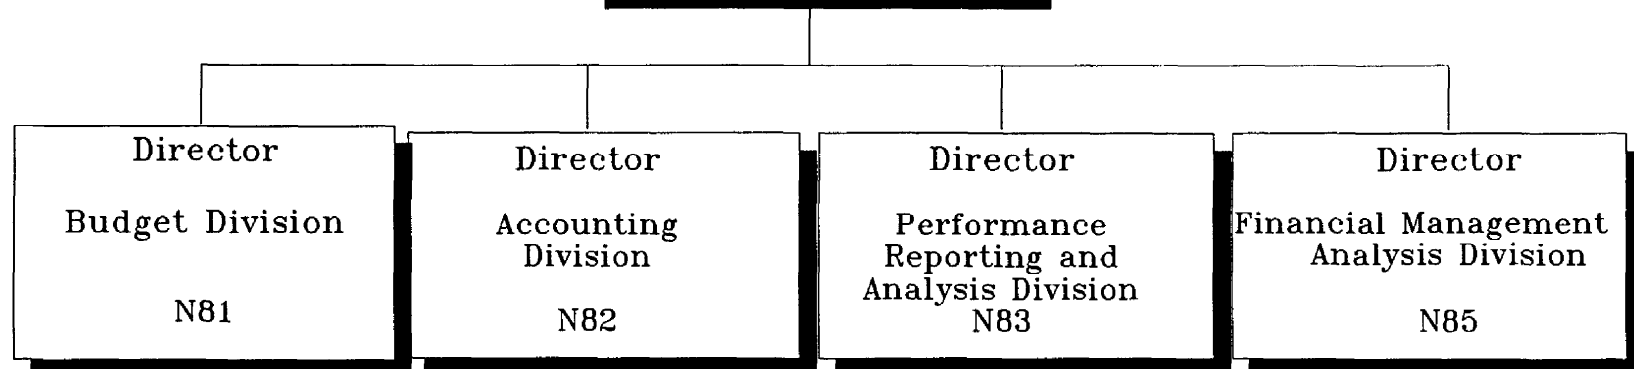 Director
Budget Division
N81
Director
Accounting
Division
N82
Director
Performance
Reporting and
Analysis Division
N83
Director
Financial Management
Analysis Division
N85